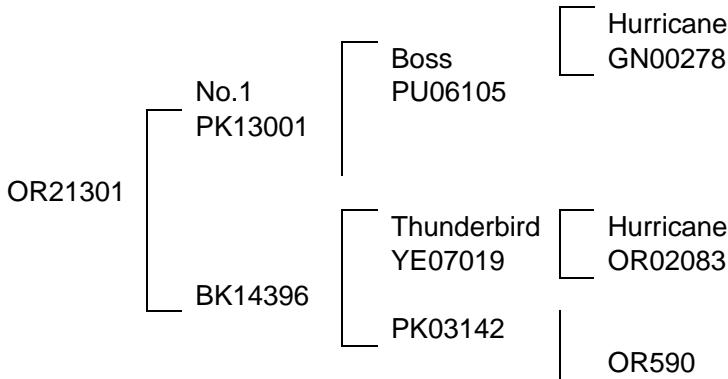 Hurricane
GN00278
Boss
PU06105
No.1
PK13001
OR21301
Thunderbird
YE07019
Hurricane
OR02083
BK14396
PK03142
OR590